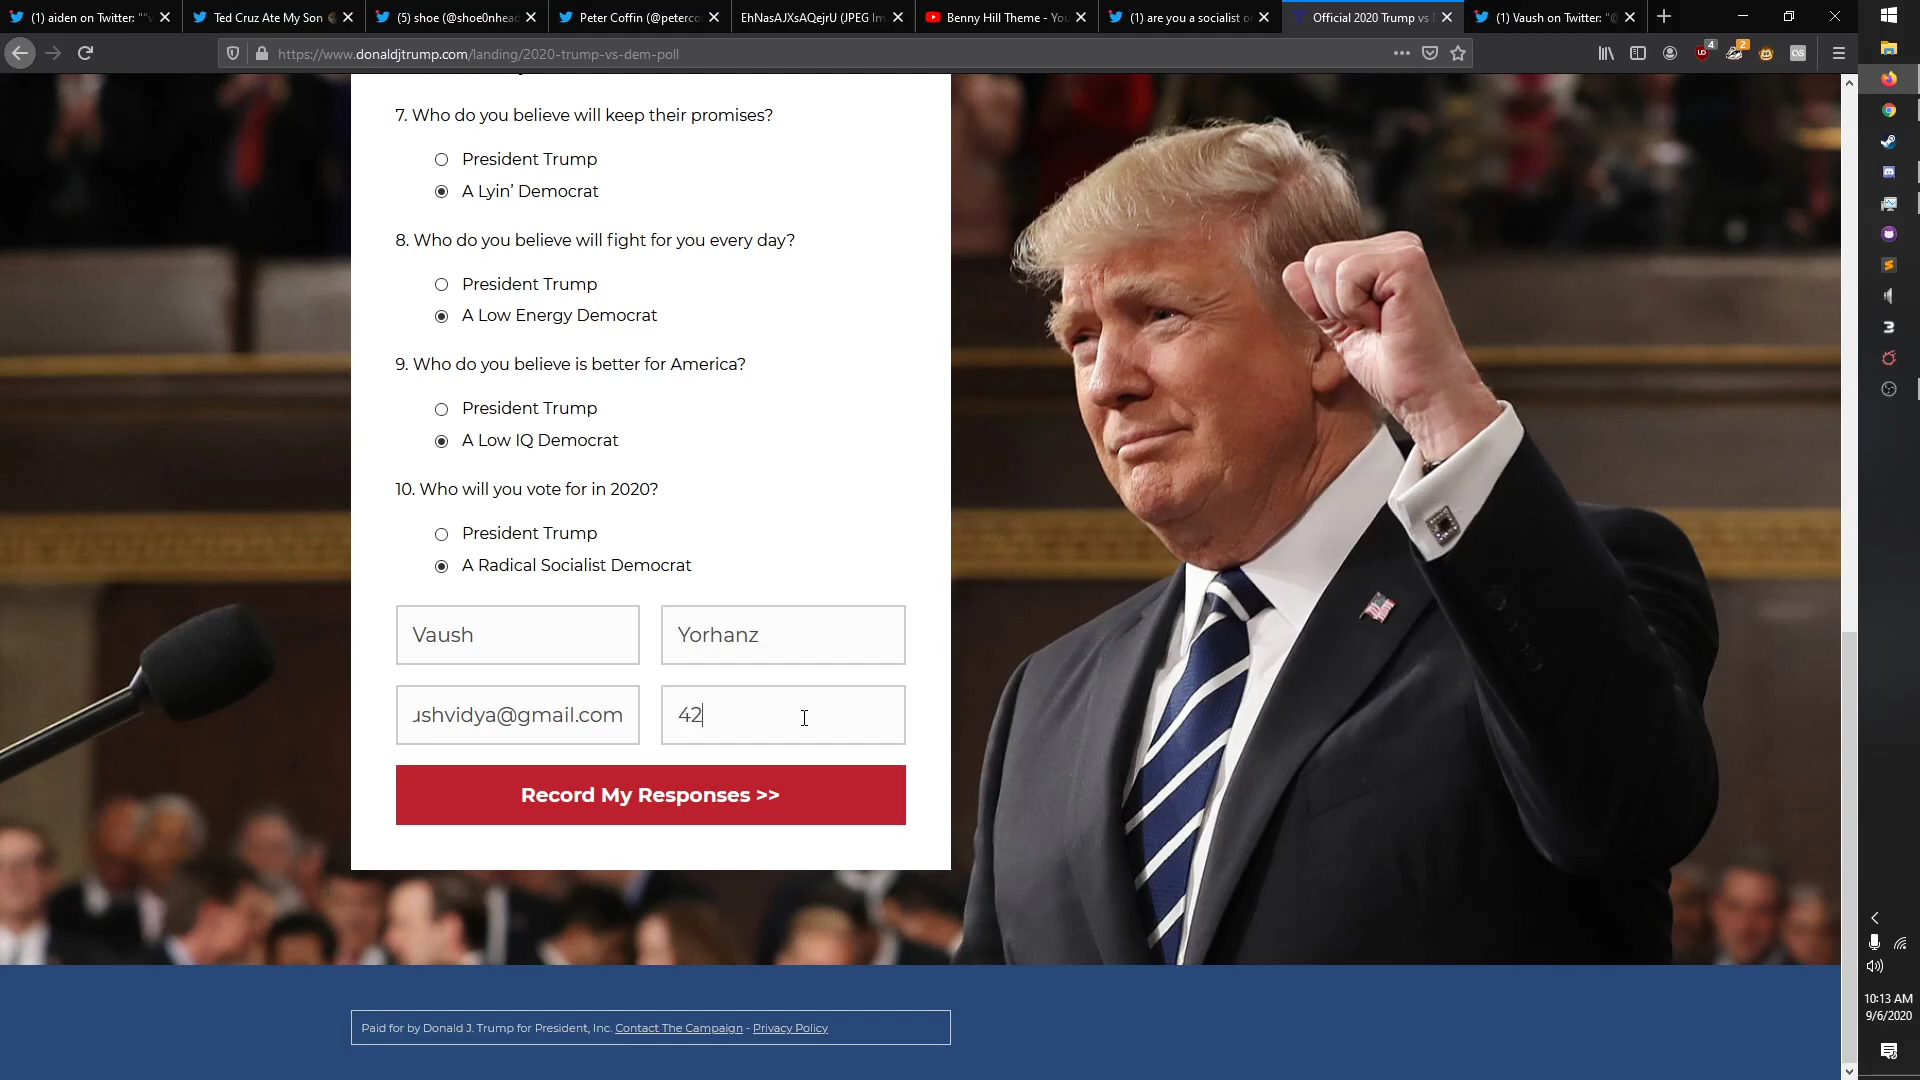 (1) aiden on Twitter: "
Ted Cruz Ate My Son
(5) shoe (@shoe0nhead
Peter Coffin (@peterco
EhNasAJXsAQejrU (JPEG Im
Benny Hill Theme - You
(1) are you a socialist o
Official 2020 Trump vs
(1) Vaush on Twitter: "@
https://www.donaldjtrump.com/landing/2020-trump-vs-dem-poll
4
2
7. Who do you believe will keep their promises?
President Trump
A Lyin' Democrat
8. Who do you believe will fight for you every day?
President Trump
A Low Energy Democrat
9. Who do you believe is better for America?
President Trump
A Low IQ Democrat
10. Who will you vote for in 2020?
President Trump
A Radical Socialist Democrat
Vaush
Yorhanz
ushvidya@gmail.com
42
Record My Responses >>
Paid for by Donald J. Trump for President, Inc. Contact The Campaign - Privacy Policy
10:13 AM
9/6/2020